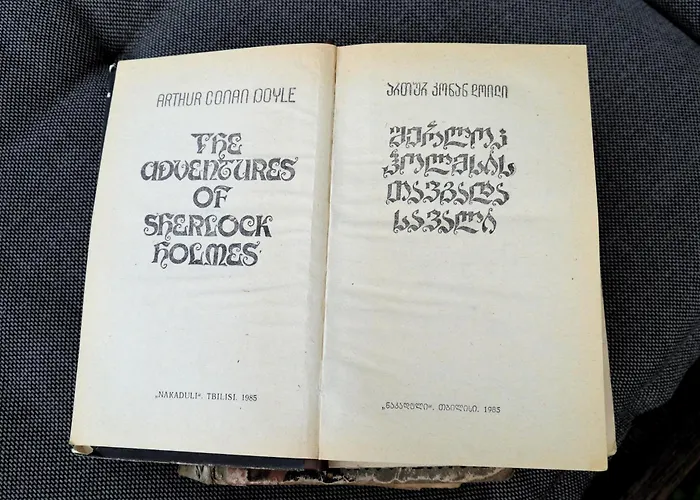 ARTHUR CONAN DOYLE
THE
ADVENTURES
OF
SHERLOCK
HOLMES
„NAKADULI“. TBILISI. 1985
ართურ კონან დოილი
შერლოკ
ჰოლმსის
თავგადა
სავალი
„ნაკადული“. თბილისი. 1985